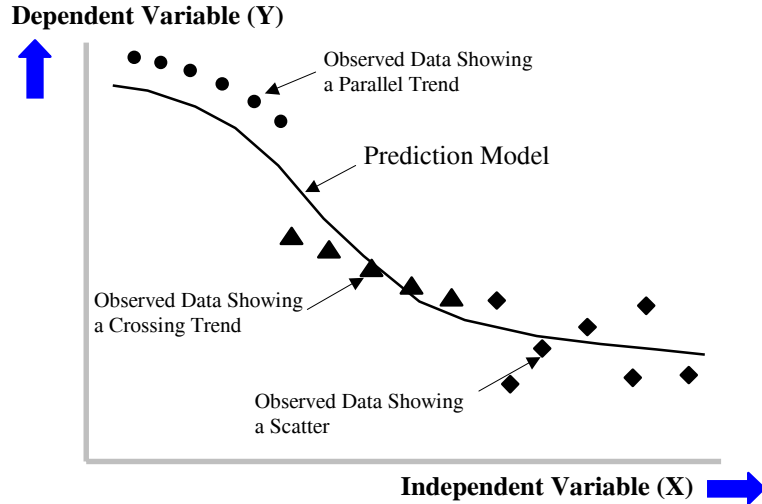 Dependent Variable (Y)
Observed Data Showing
a Parallel Trend
Prediction Model
Observed Data Showing
a Crossing Trend
Observed Data Showing
a Scatter
Independent Variable (X)